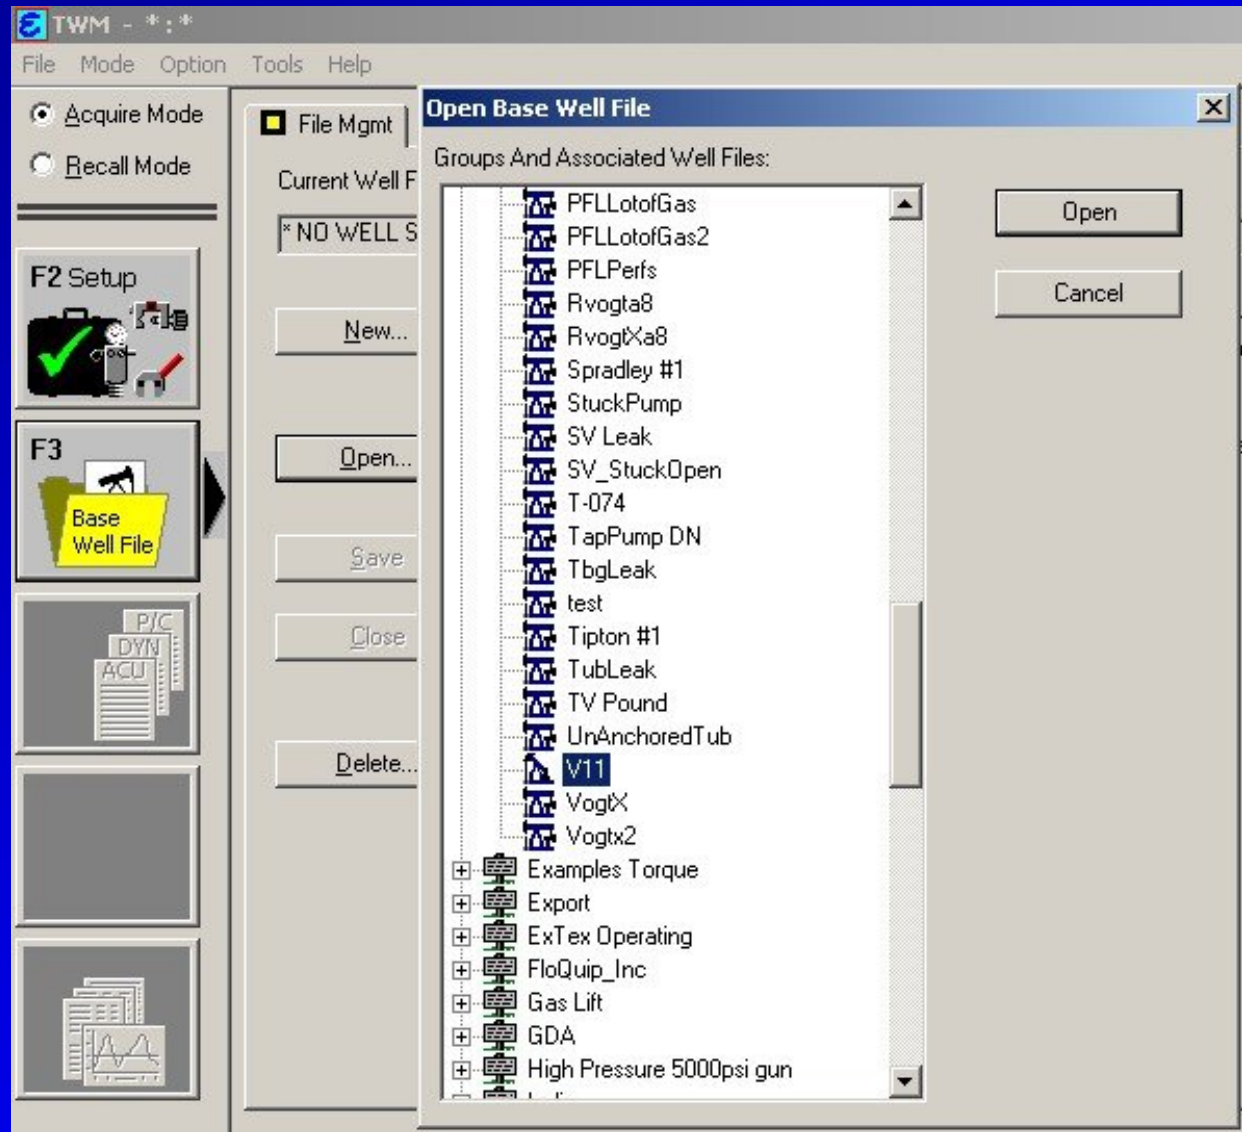 TWM - *:*
File Mode Option Tools Help
Acquire Mode
Recall Mode
F2 Setup
F3
Base
Well File
P/C
DYN
ACU
File Mgmt
Current Well F
* NO WELL S
New...
Open...
Save
Close
Delete...
Open Base Well File
Groups And Associated Well Files:
PFLLotofGas
PFLLotofGas2
PFLPerfs
Rvogta8
RvogtXa8
Spradley #1
StuckPump
SV Leak
SV_StuckOpen
T-074
TapPump DN
TbgLeak
test
Tipton #1
TubLeak
TV Pound
UnAnchoredTub
V11
VogtX
Vogtx2
Examples Torque
Export
ExTex Operating
FloQuip_Inc
Gas Lift
GDA
High Pressure 5000psi gun
Open
Cancel